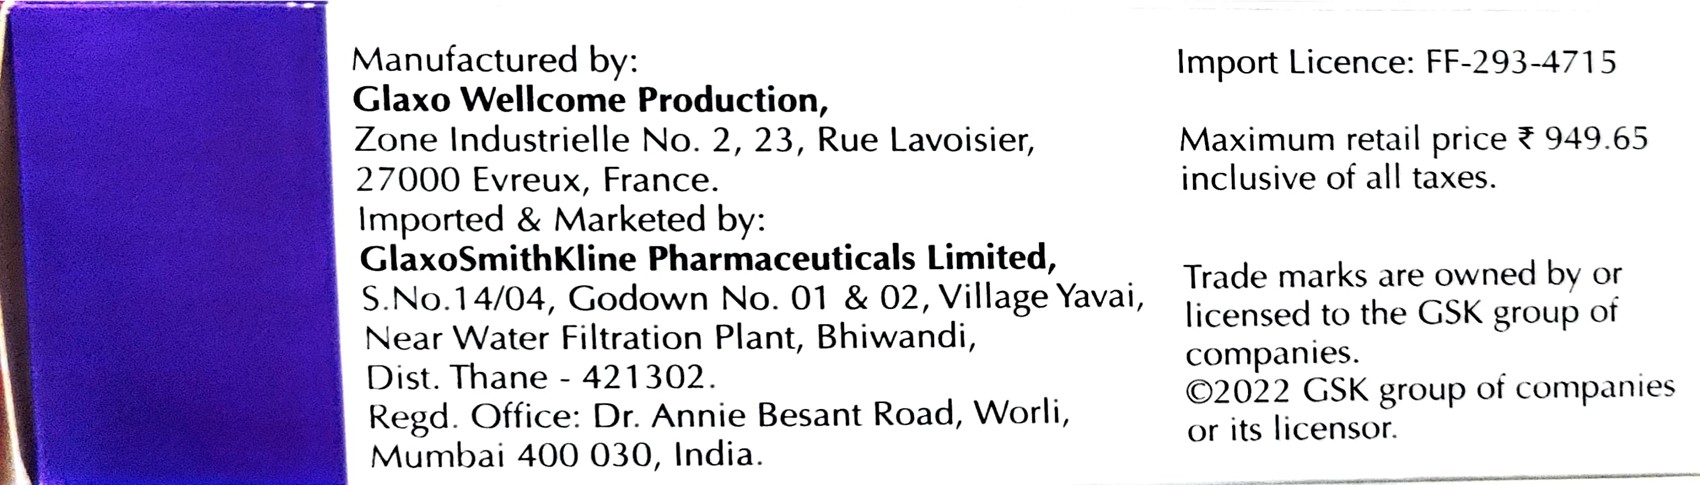 Manufactured by:
Glaxo Wellcome Production,
Zone Industrielle No. 2, 23, Rue Lavoisier,
27000 Evreux, France.
Imported & Marketed by:
GlaxoSmithKline Pharmaceuticals Limited,
S.No.14/04, Godown No. 01 & 02, Village Yavai,
Near Water Filtration Plant, Bhiwandi,
Dist. Thane - 421302.
Regd. Office: Dr. Annie Besant Road, Worli,
Mumbai 400 030, India.
Import Licence: FF-293-4715
Maximum retail price ₹ 949.65
inclusive of all taxes.
Trade marks are owned by or
licensed to the GSK group of
companies.
©2022 GSK group of companies
or its licensor.